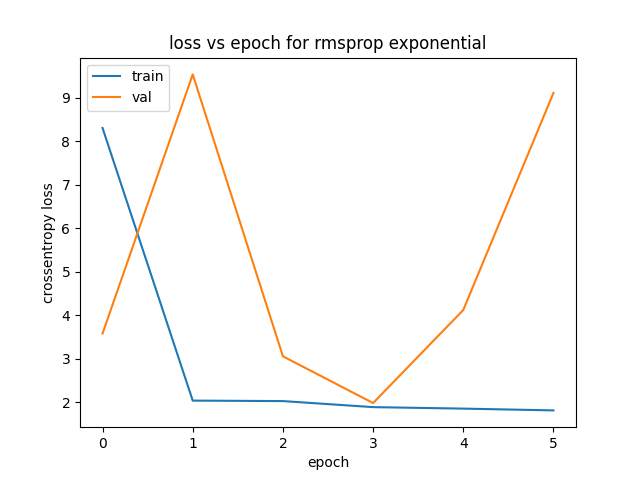 loss vs epoch for rmsprop exponential
train
val
9
8
7
6
5
4
3
2
crossentropy loss
0 1 2 3 4 5
epoch